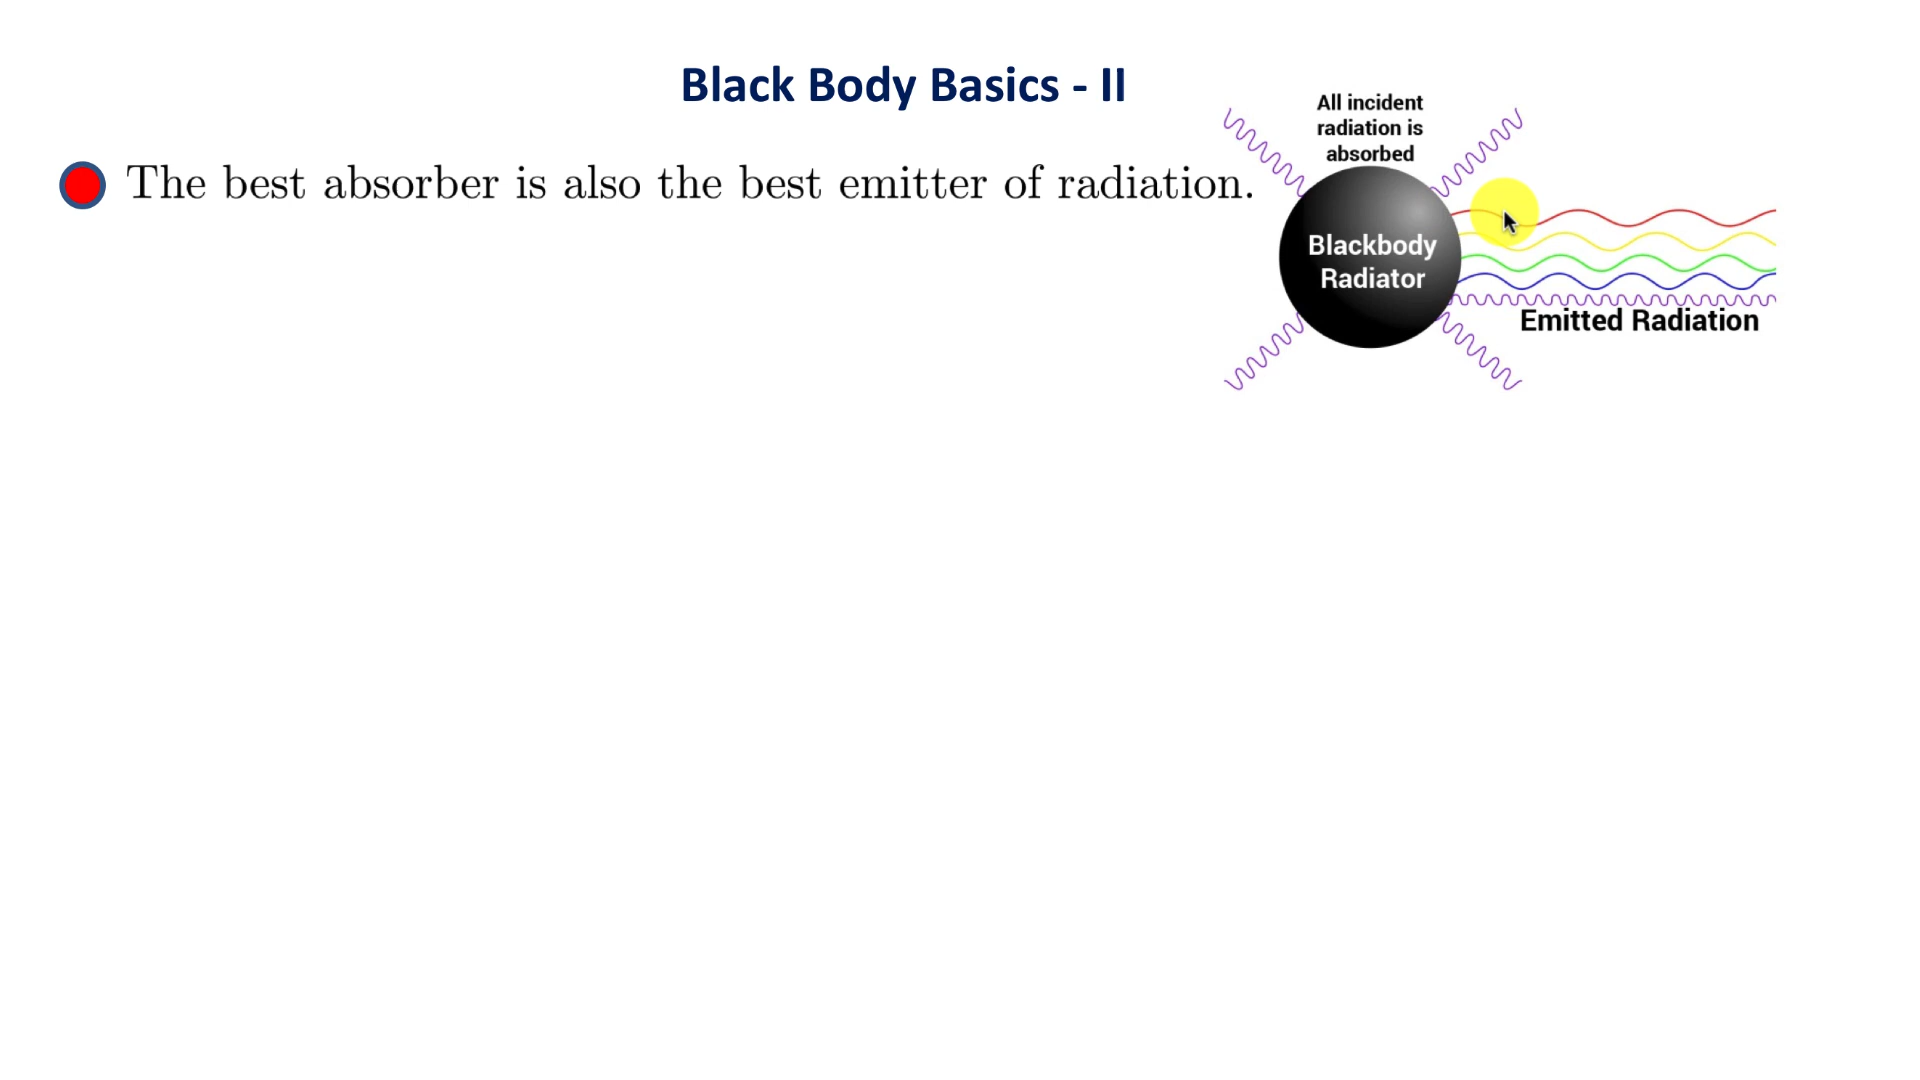 Black Body Basics - II
The best absorber is also the best emitter of radiation.
All incident
radiation is
absorbed
Blackbody
Radiator
Emitted Radiation